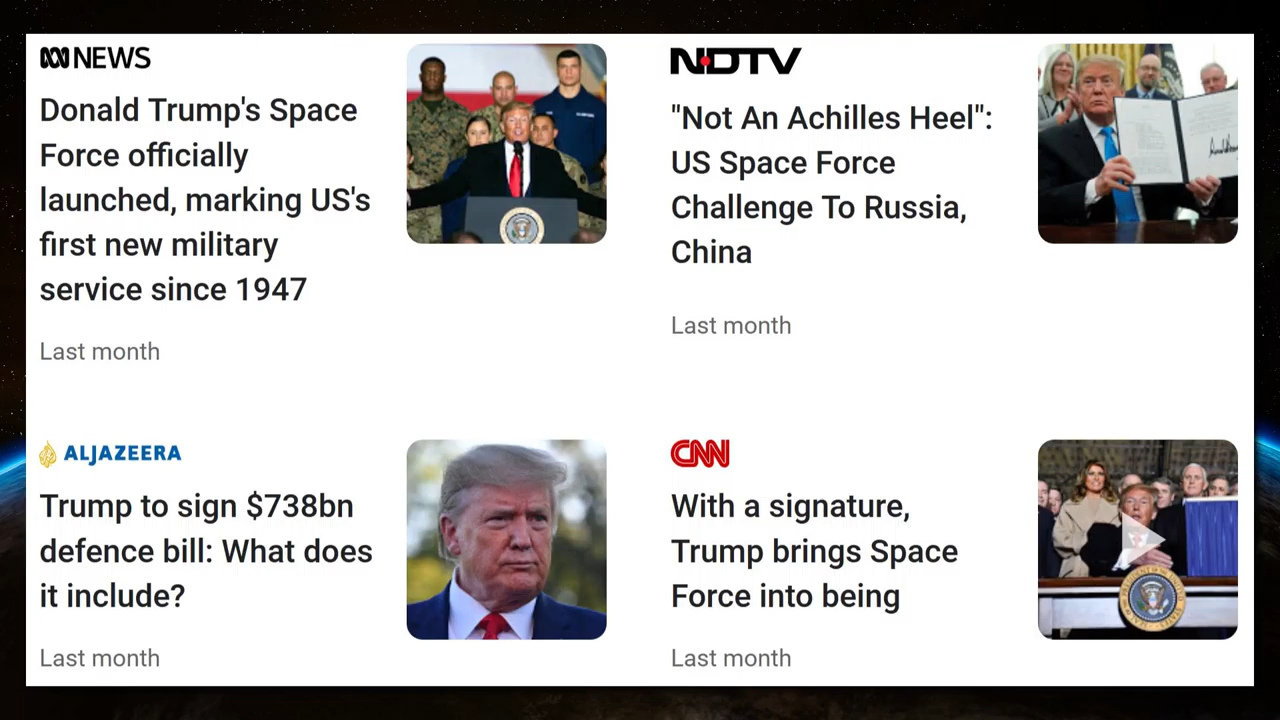 NEWS
Donald Trump's Space
Force officially
launched, marking US's
first new military
service since 1947
Last month
NDTV
"Not An Achilles Heel":
US Space Force
Challenge To Russia,
China
Last month
ALJAZEERA
Trump to sign $738bn
defence bill: What does
it include?
Last month
CNN
With a signature,
Trump brings Space
Force into being
Last month